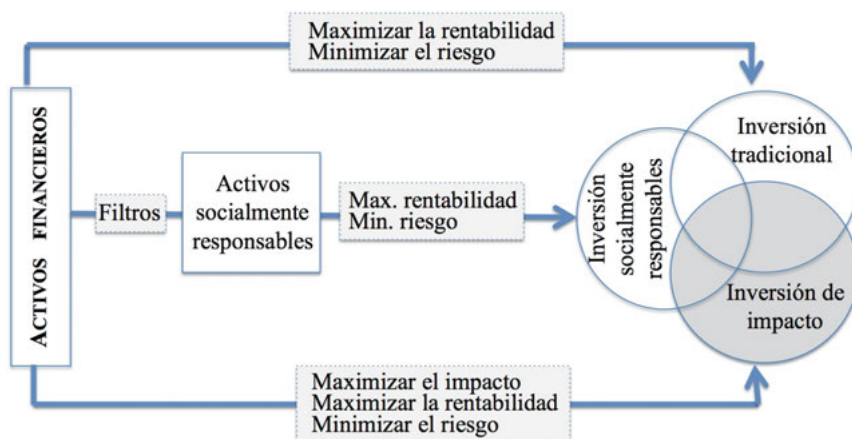 Maximizar la rentabilidad
Minimizar el riesgo
ACTIVOS FINANCIEROS
Filtros
Activos
socialmente
responsables
Max. rentabilidad
Min. riesgo
Inversión
socialmente
responsables
Inversión
tradicional
Inversión de
impacto
Maximizar el impacto
Maximizar la rentabilidad
Minimizar el riesgo